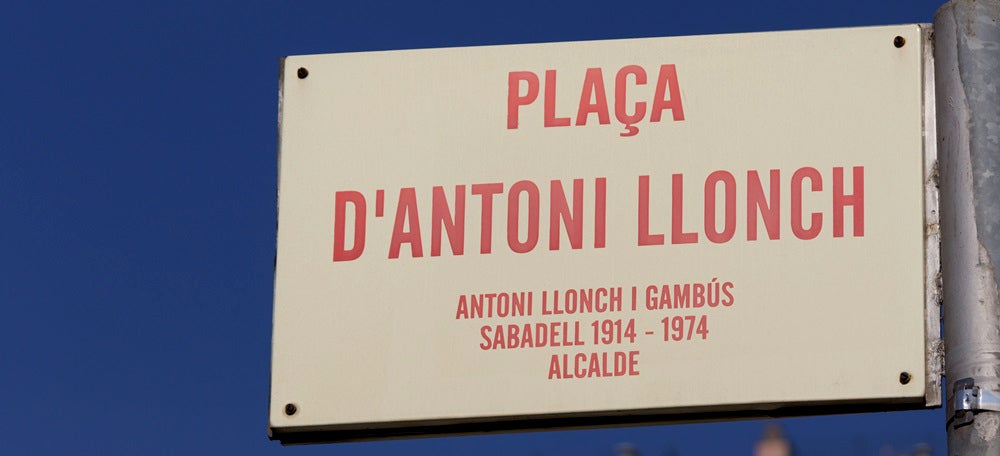 PLAÇA
D'ANTONI LLONCH
ANTONI LLONCH I GAMBÚS
SABADELL 1914 - 1974
ALCALDE